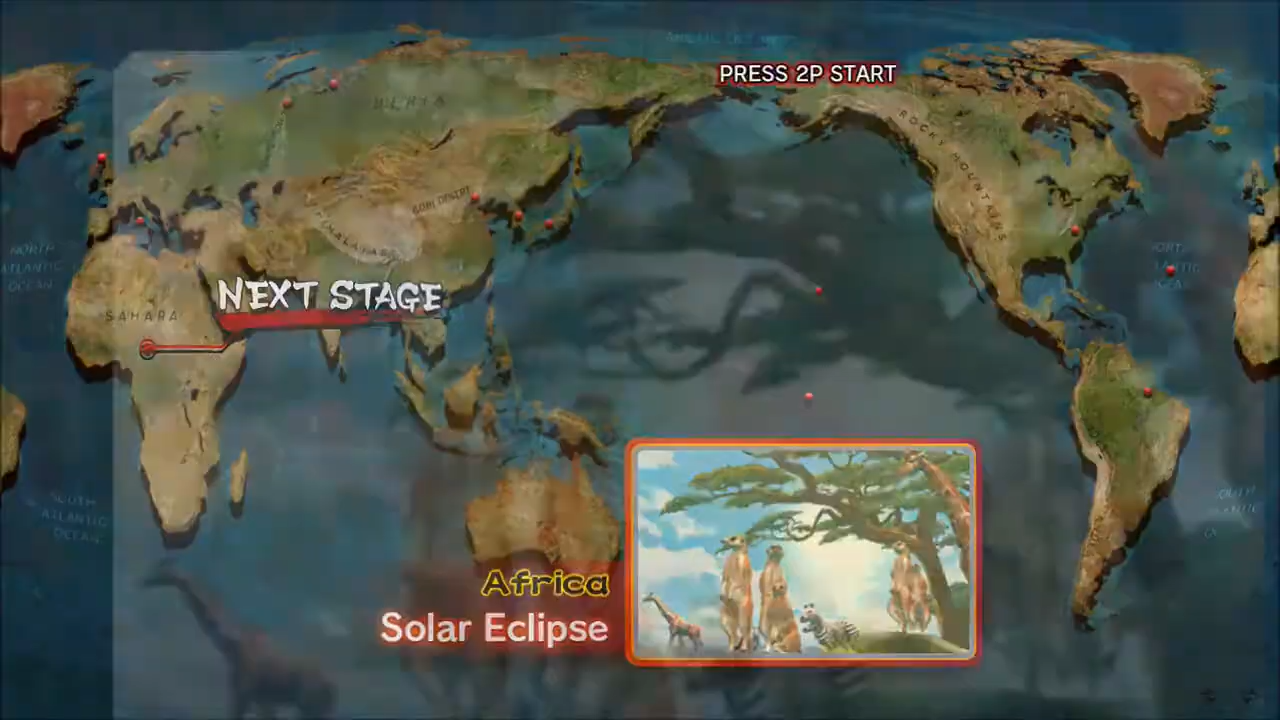 PRESS 2P START
ROCKY MOUNTAINS
GOBI DESERT
HIMALAYAS
NORTH
ATLANTIC
OCEAN
NEXT STAGE
SAHARA
SOUTH
ATLANTIC
OCEAN
Africa
Solar Eclipse